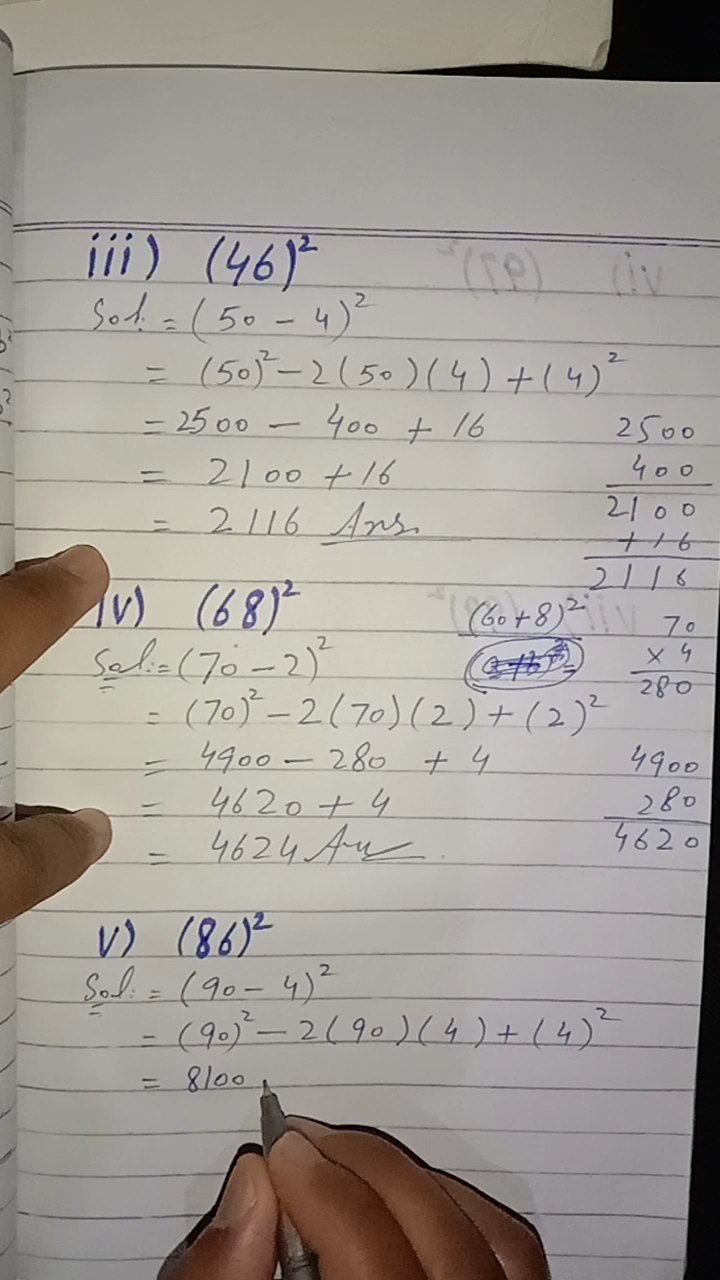 iii) (46)²
Sol: = (50 - 4)²
= (50)² - 2(50)(4) + (4)²
= 2500 - 400 + 16
= 2100 + 16
= 2116 Ans.
2500
400
2100
+ 16
2116
iv) (68)²
(60+8)²
Sol: = (70 - 2)²
= (70)² - 2(70)(2) + (2)²
= 4900 - 280 + 4
= 4620 + 4
= 4624 Ans
70
x 4
280
4900
280
4620
v) (86)²
Sol: = (90 - 4)²
= (90)² - 2(90)(4) + (4)²
= 8100